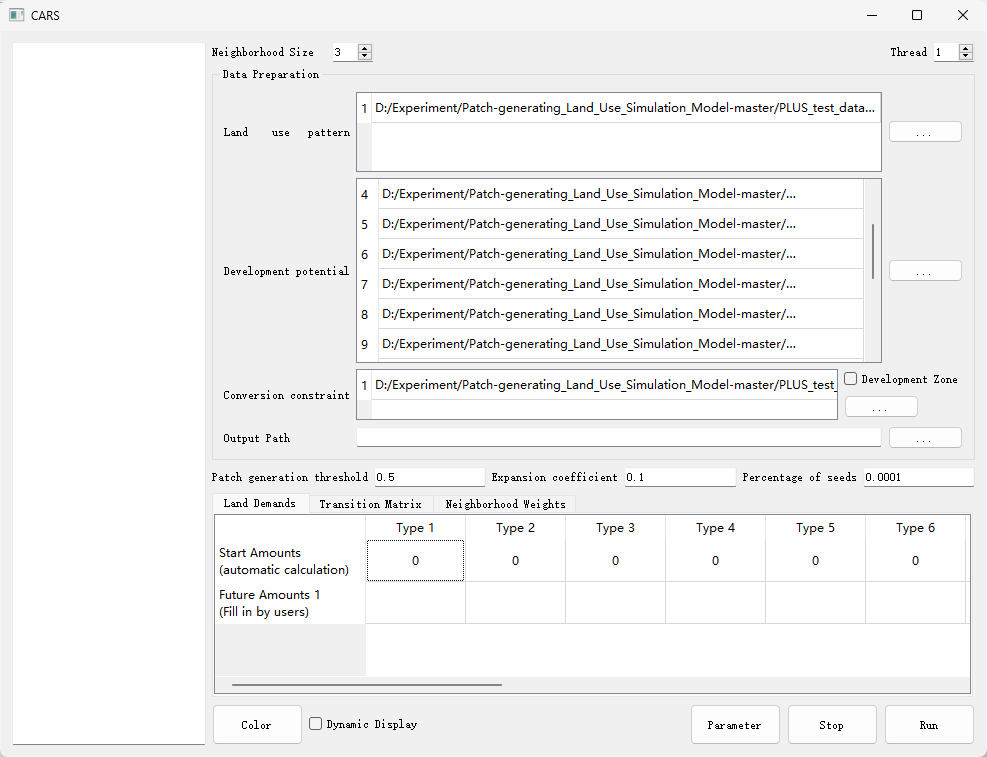 CARS
Neighborhood Size 3 Thread 1
Data Preparation
Land use pattern
1 D:/Experiment/Patch-generating_Land_Use_Simulation_Model-master/PLUS_test_data...
...
Development potential
4 D:/Experiment/Patch-generating_Land_Use_Simulation_Model-master/...
5 D:/Experiment/Patch-generating_Land_Use_Simulation_Model-master/...
6 D:/Experiment/Patch-generating_Land_Use_Simulation_Model-master/...
7 D:/Experiment/Patch-generating_Land_Use_Simulation_Model-master/...
8 D:/Experiment/Patch-generating_Land_Use_Simulation_Model-master/...
9 D:/Experiment/Patch-generating_Land_Use_Simulation_Model-master/...
...
Conversion constraint
1 D:/Experiment/Patch-generating_Land_Use_Simulation_Model-master/PLUS_test_
Development Zone
...
Output Path
...
Patch generation threshold 0.5 Expansion coefficient 0.1 Percentage of seeds 0.0001
Land Demands Transition Matrix Neighborhood Weights
Type 1 Type 2 Type 3 Type 4 Type 5 Type 6
Start Amounts
(automatic calculation)
0 0 0 0 0 0
Future Amounts 1
(Fill in by users)
Color Dynamic Display Parameter Stop Run